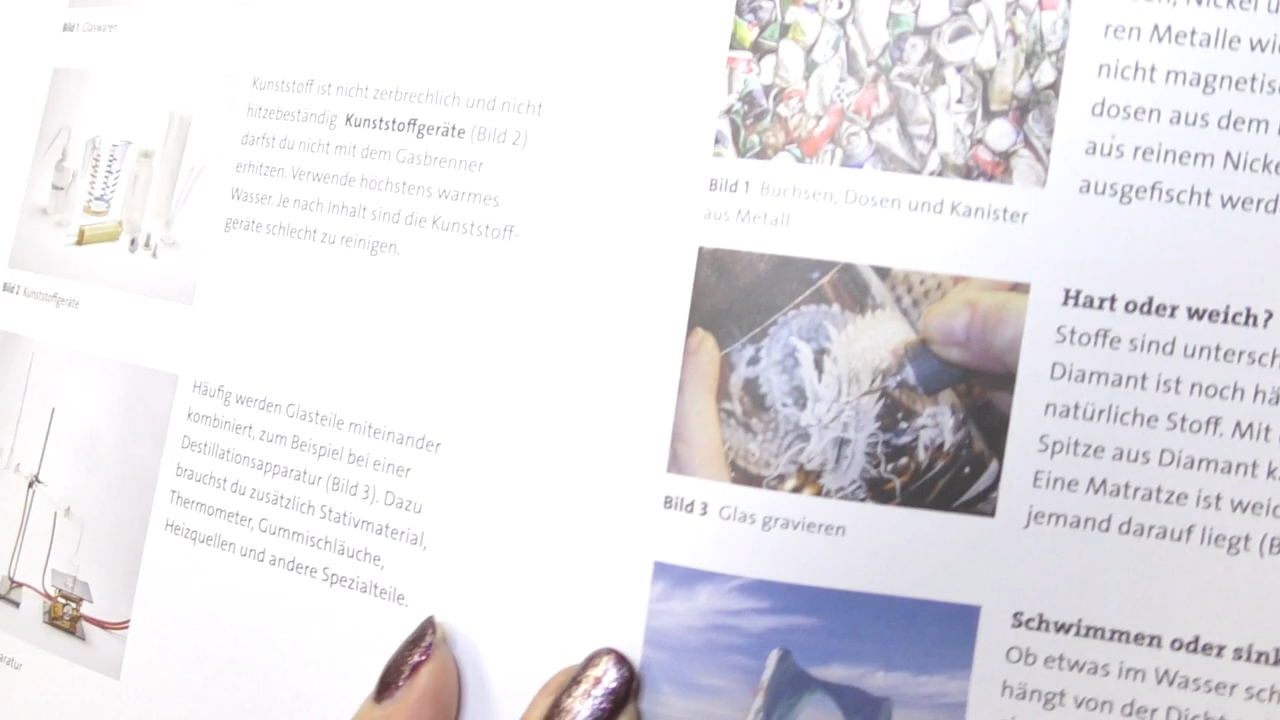 Bild 1 Glaswaren
Kunststoff ist nicht zerbrechlich und nicht
hitzebeständig. Kunststoffgeräte (Bild 2)
darfst du nicht mit dem Gasbrenner
erhitzen. Verwende höchstens warmes
Wasser. Je nach Inhalt sind die Kunststoff-
geräte schlecht zu reinigen.
Bild 2 Kunststoffgeräte
Häufig werden Glasteile miteinander
kombiniert, zum Beispiel bei einer
Destillationsapparatur (Bild 3). Dazu
brauchst du zusätzlich Stativmaterial,
Thermometer, Gummischläuche,
Heizquellen und andere Spezialteile.
aratur
Nickel
ren Metalle wi
nicht magnetis
dosen aus dem
aus reinem Nicke
ausgefischt werd
Bild 1 Buchsen, Dosen und Kanister
aus Metall
Hart oder weich?
Stoffe sind untersch
Diamant ist noch hä
natürliche Stoff. Mit
Spitze aus Diamant k
Eine Matratze ist weic
jemand darauf liegt (B
Bild 3 Glas gravieren
Schwimmen oder sink
Ob etwas im Wasser sch
hängt von der Dicht